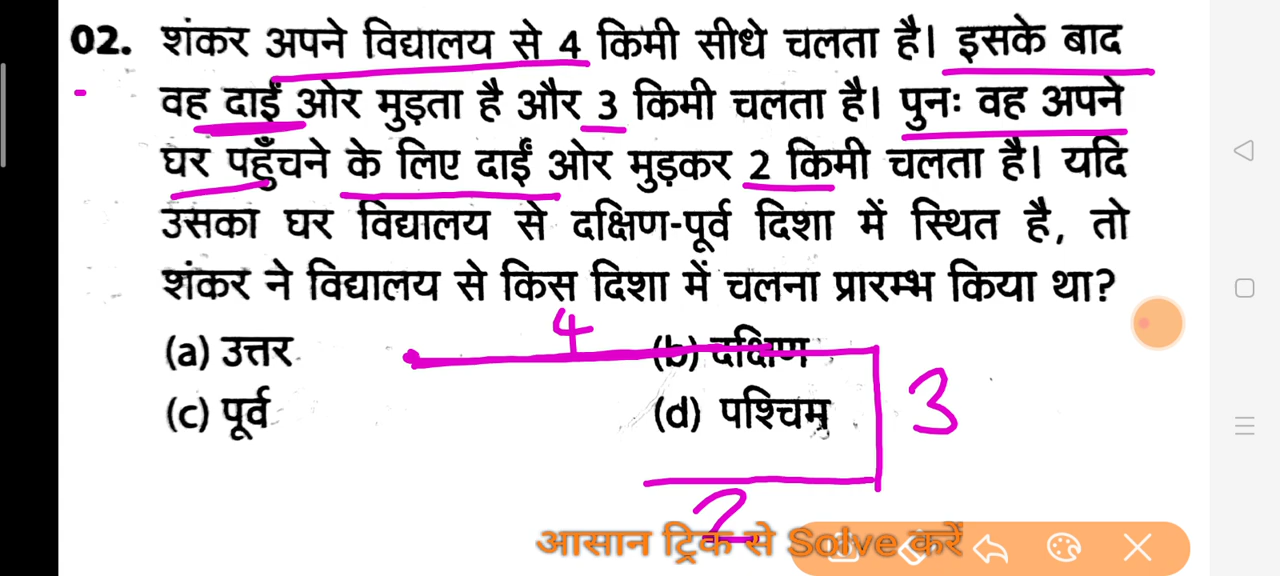 02. शंकर अपने विद्यालय से 4 किमी सीधे चलता है। इसके बाद
वह दाईं ओर मुड़ता है और 3 किमी चलता है। पुनः वह अपने
घर पहुँचने के लिए दाईं ओर मुड़कर 2 किमी चलता है। यदि
उसका घर विद्यालय से दक्षिण-पूर्व दिशा में स्थित है, तो
शंकर ने विद्यालय से किस दिशा में चलना प्रारम्भ किया था?
4
(a) उत्तर (b) दक्षिण
3
(c) पूर्व (d) पश्चिम
2
आसान ट्रिक से Solve करें